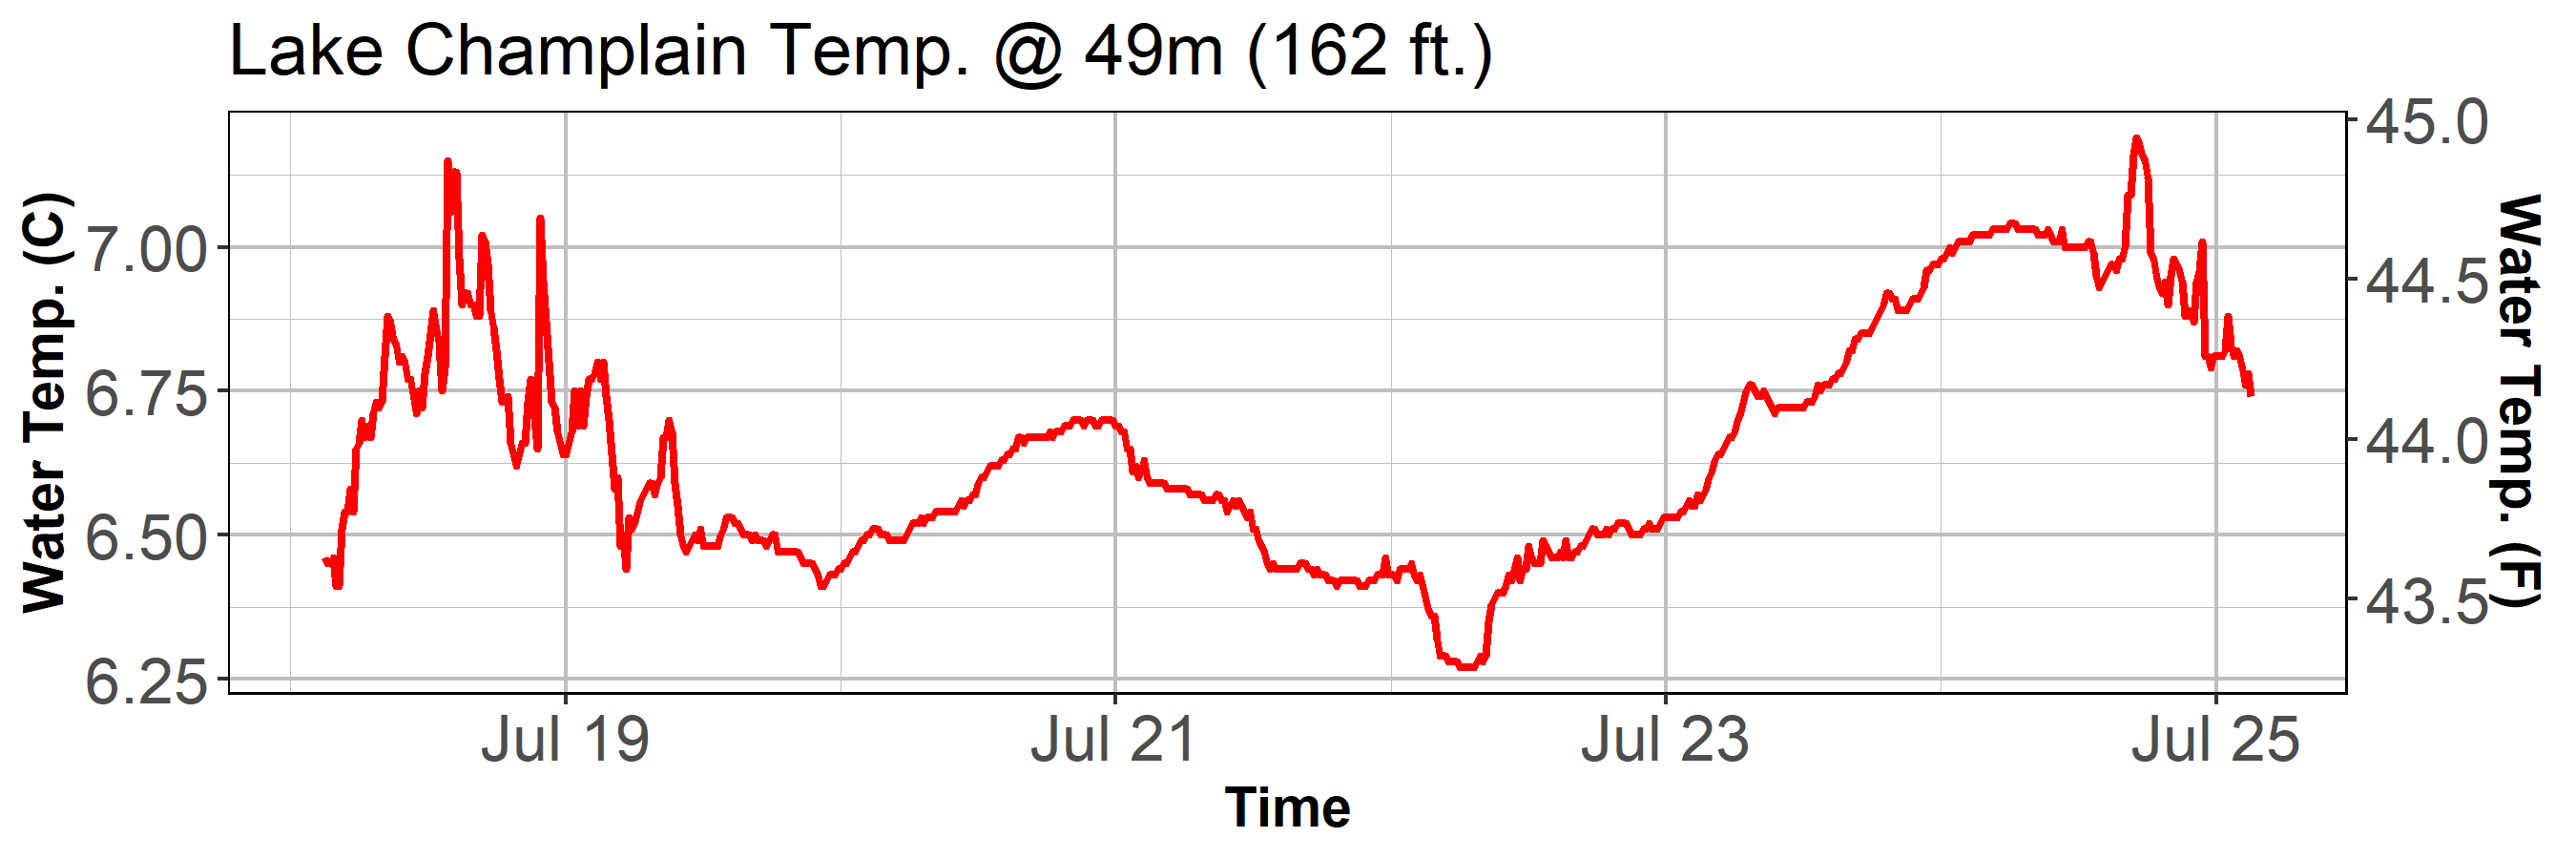 Lake Champlain Temp. @ 49m (162 ft.)
Water Temp. (C)
7.00
6.75
6.50
6.25
45.0
44.5
44.0
43.5
Water Temp. (F)
Jul 19
Jul 21
Jul 23
Jul 25
Time